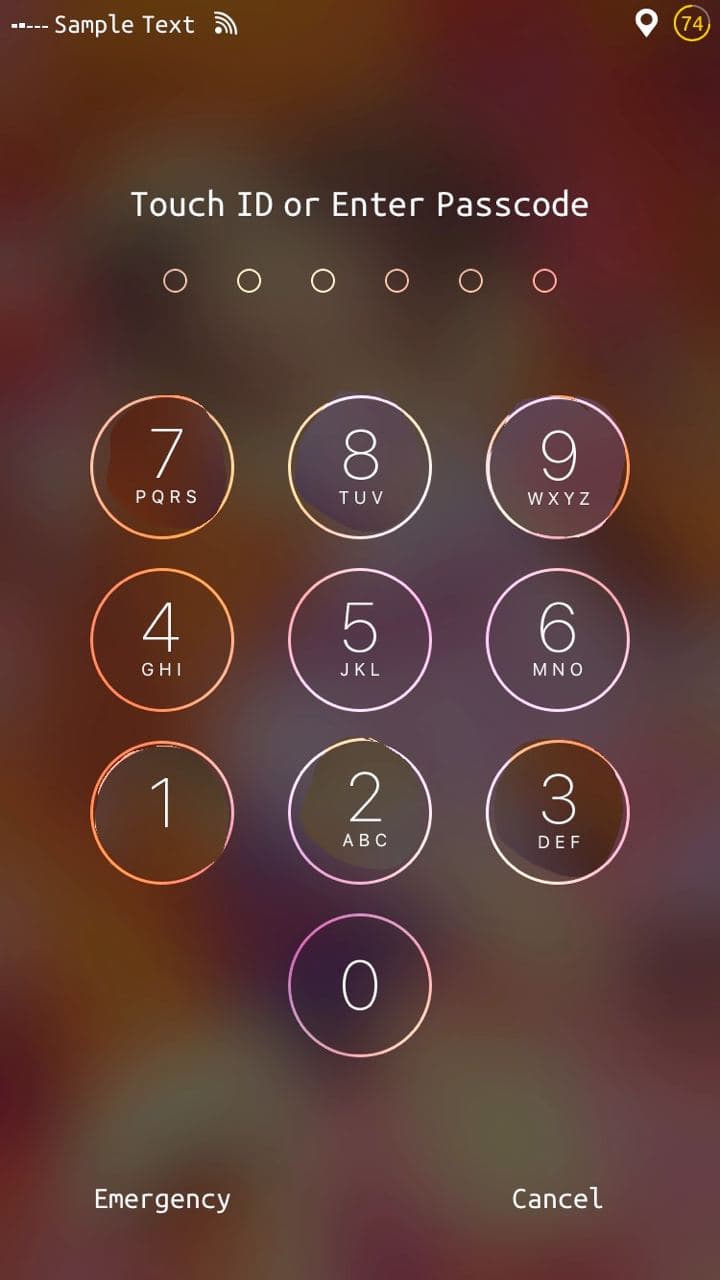 Sample Text 74
Touch ID or Enter Passcode
7 8 9
PQRS TUV WXYZ
4 5 6
GHI JKL MNO
1 2 3
ABC DEF
0
Emergency Cancel